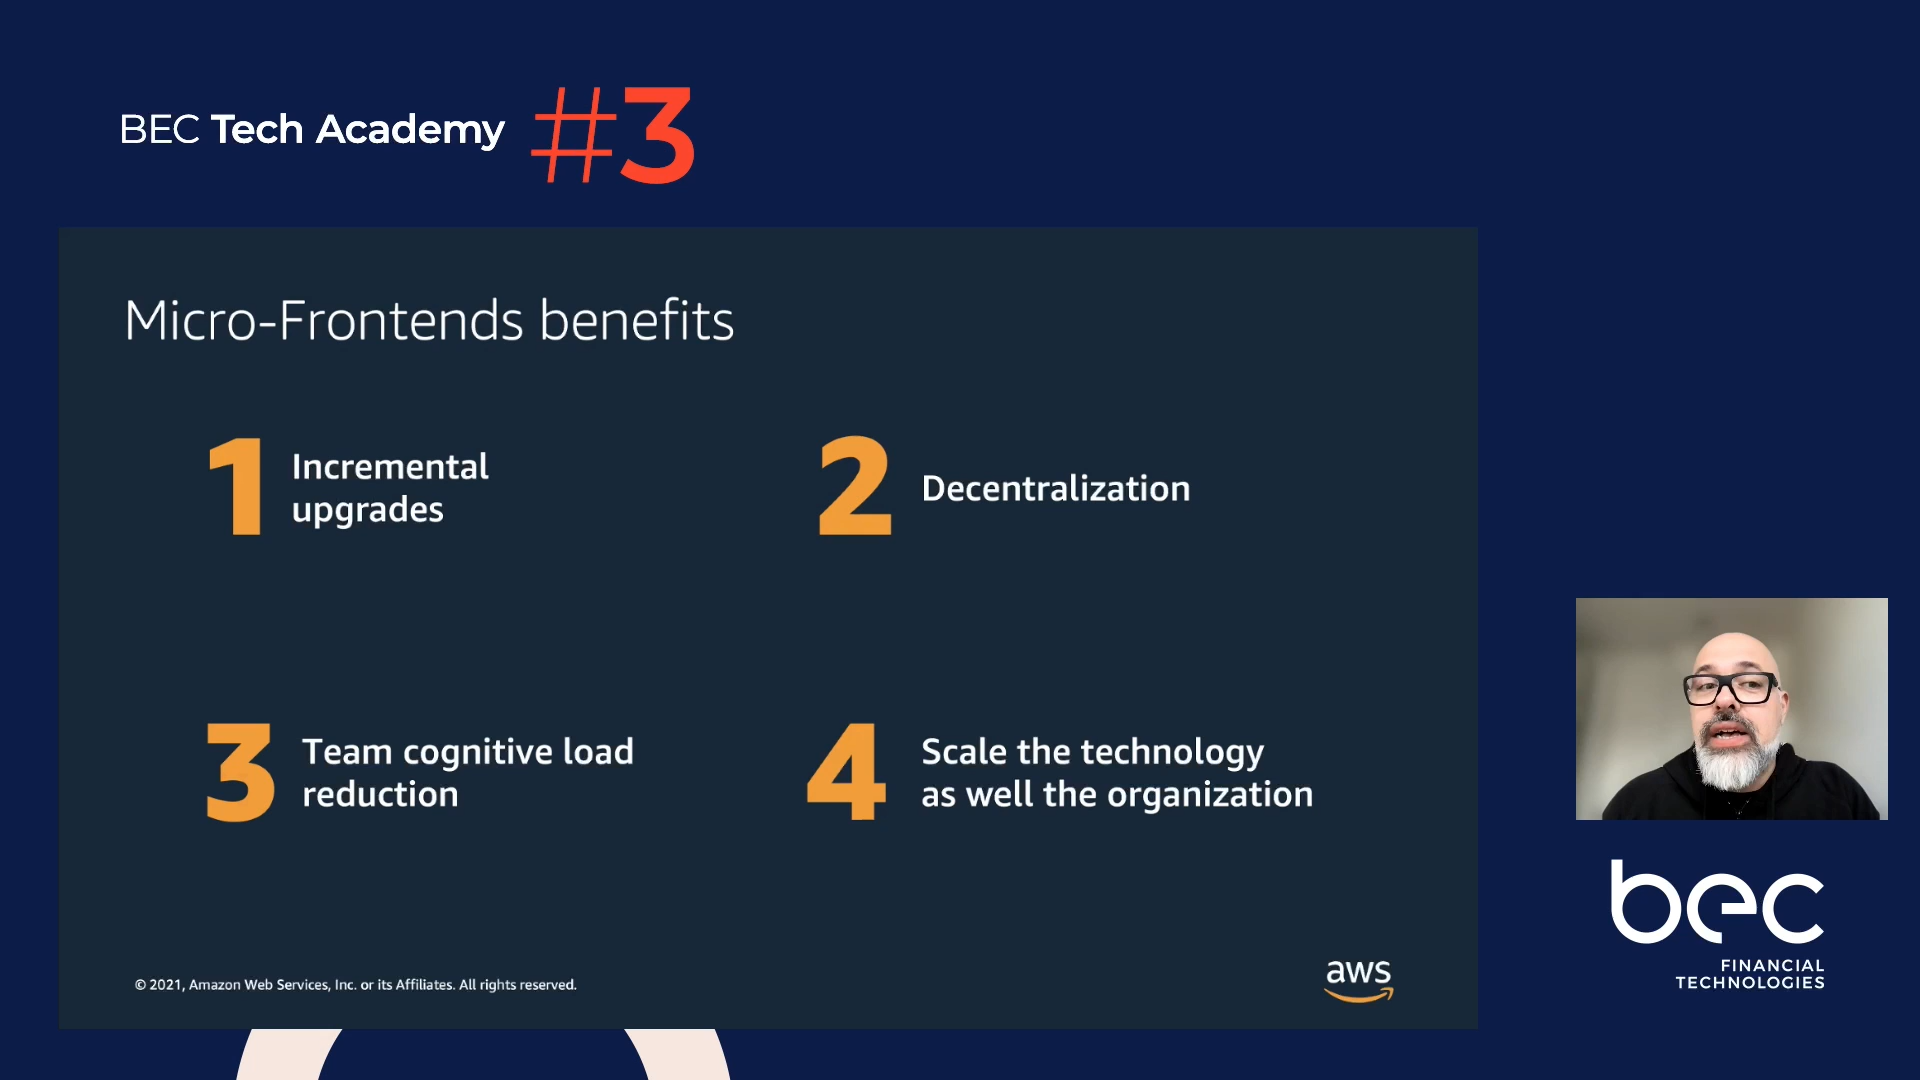 BEC Tech Academy #3
Micro-Frontends benefits
1 Incremental
upgrades
2 Decentralization
3 Team cognitive load
reduction
4 Scale the technology
as well the organization
© 2021, Amazon Web Services, Inc. or its Affiliates. All rights reserved.
aws
bec
FINANCIAL
TECHNOLOGIES